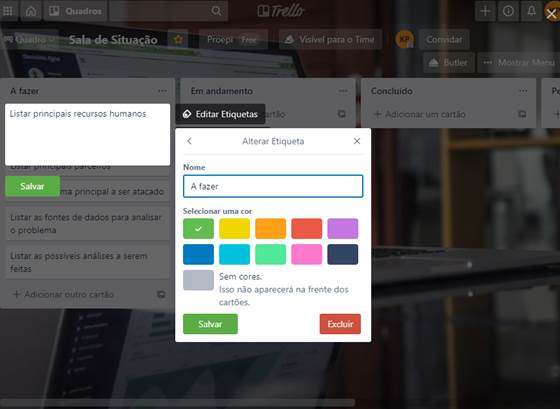 Quadros
Trello
Quadro
Sala de Situação
Proepi
Free
Visível para o Time
KP
Convidar
Butler
Mostrar Menu
A fazer
Em andamento
Concluído
Pe
Listar principais recursos humanos
Editar Etiquetas
+ Adicionar um cartão
Alterar Etiqueta
Listar principais parceiros
Nome
Salvar
ma principal a ser atacado
A fazer
Selecionar uma cor
Listar as fontes de dados para analisar
o problema
Listar as possíveis análises a serem
feitas
Sem cores.
Isso não aparecerá na frente dos
cartões.
+ Adicionar outro cartão
Salvar
Excluir